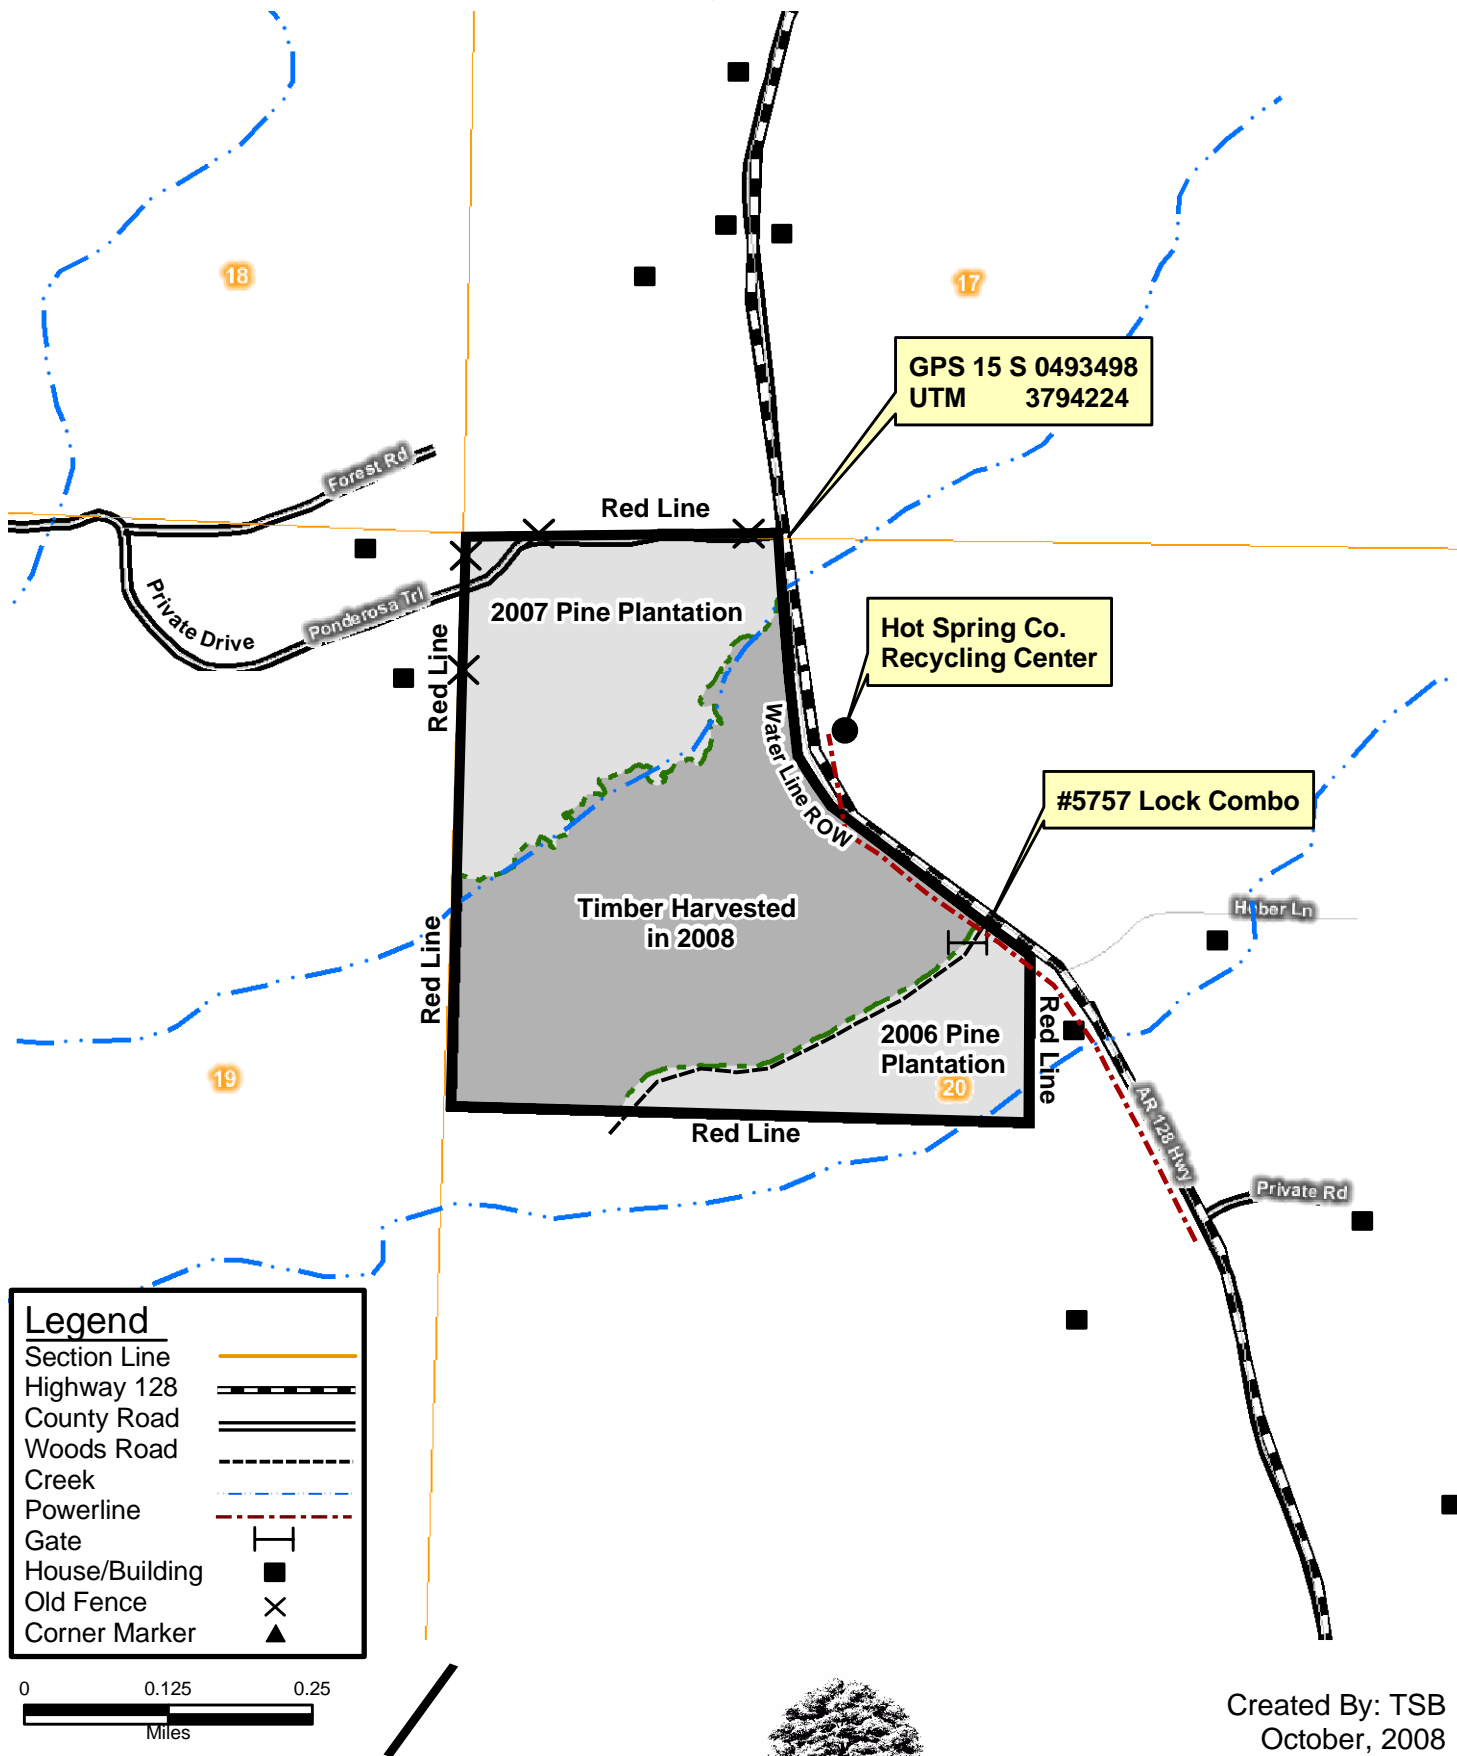 18
17
GPS 15 S 0493498
UTM 3794224
Forest Rd
Red Line
Private Drive
Ponderosa Trl
2007 Pine Plantation
Red Line
Hot Spring Co.
Recycling Center
Water Line ROW
#5757 Lock Combo
Timber Harvested
in 2008
Huber Ln
Red Line
2006 Pine
Plantation
Red Line
19
20
Red Line
AR 128 Hwy
Private Rd
Legend
Section Line
Highway 128
County Road
Woods Road
Creek
Powerline
Gate
House/Building
Old Fence
Corner Marker
0 0.125 0.25
Miles
Created By: TSB
October, 2008